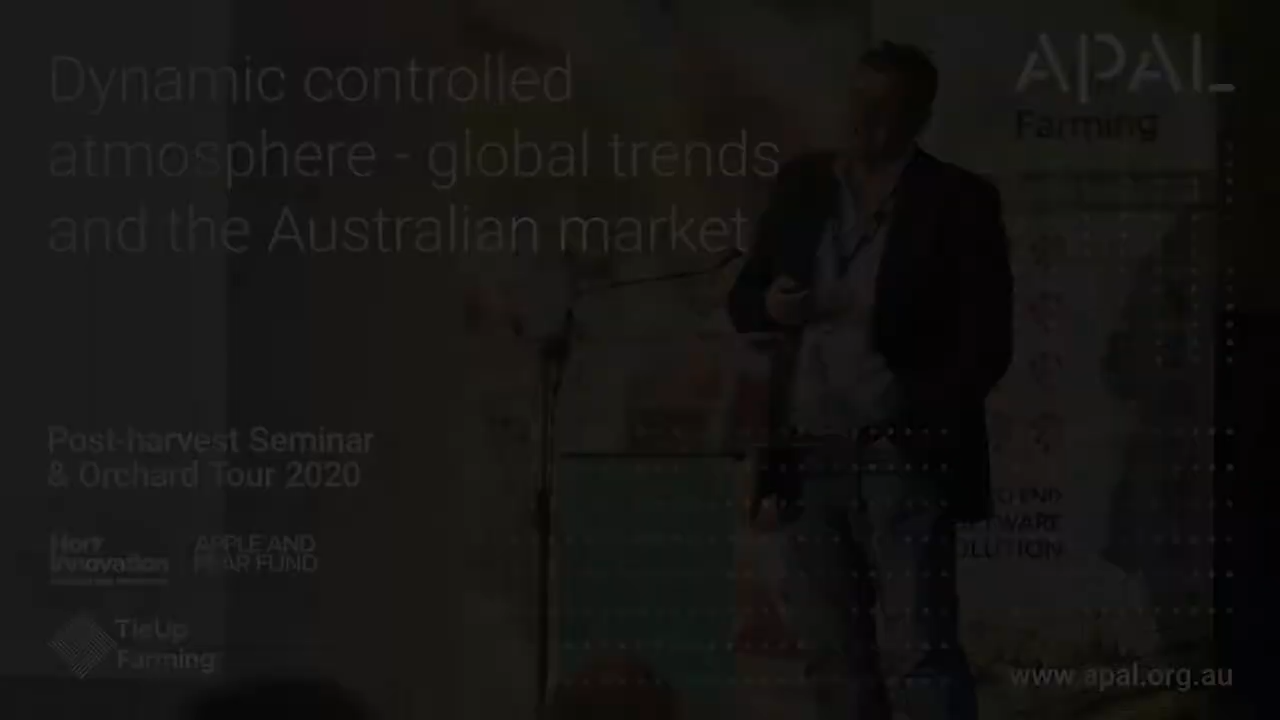 Dynamic controlled
atmosphere - global trends
and the Australian market
APAL
Farming
Post-harvest Seminar
& Orchard Tour 2020
Hort
Innovation
APPLE AND
PEAR FUND
TieUp
Farming
www.apal.org.au